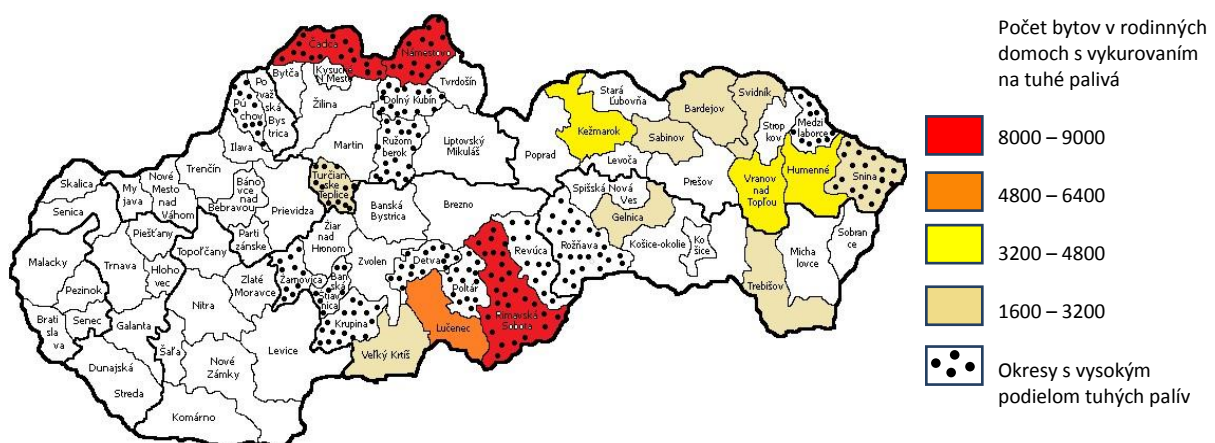 Čadca
Námestovo
Bytča
Kysucké
N Mesto
Tvrdošín
Po
važ
ská
Bys
trica
Pú
chov
Žilina
Dolný Kubín
Stará
Ľubovňa
Svidník
Bardejov
Medzi
laborce
Strop
kov
Kežmarok
Sabinov
Ilava
Martin
Ružom
berok
Liptovský
Mikuláš
Poprad
Levoča
Prešov
Vranov
nad
Topľou
Humenné
Snina
Trenčín
Turčian
ske
Teplice
Skalica
My
java
Nové
Mesto
nad
Váhom
Báno
vce nad
Bebravou
Prievidza
Banská
Bystrica
Brezno
Spišská Nová
Ves
Gelnica
Senica
Piešťany
Topoľčany
Parti
zánske
Žiar
nad
Hronom
Zvolen
Detva
Revúca
Rožňava
Košice-okolie
Ko
šice
Micha
lovce
Sobran
ce
Malacky
Trnava
Hloho
vec
Zlaté
Moravce
Žarnovica
Ban
ská
Štiav
nica
Poltár
Trebišov
Pezinok
Nitra
Krupina
Lučenec
Rimavská
Sobota
Brati
sla
va
Senec
Galanta
Šaľa
Levice
Veľký Krtíš
Dunajská
Streda
Nové
Zámky
Komárno
Počet bytov v rodinných
domoch s vykurovaním
na tuhé palivá
8000 – 9000
4800 – 6400
3200 – 4800
1600 – 3200
Okresy s vysokým
podielom tuhých palív